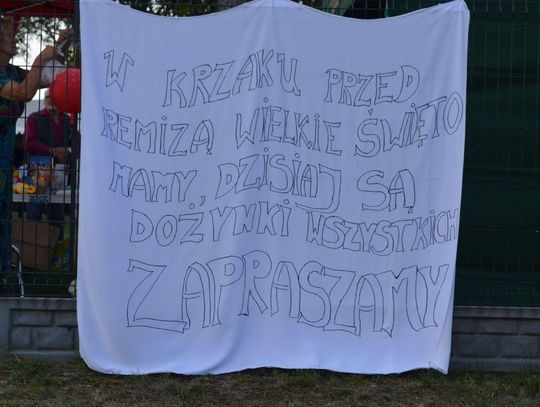 W KRZAKU PRZED
REMIZĄ WIELKIE ŚWIĘTO
MAMY, DZISIAJ SĄ
DOŻYNKI WSZYSTKICH
ZAPRASZAMY